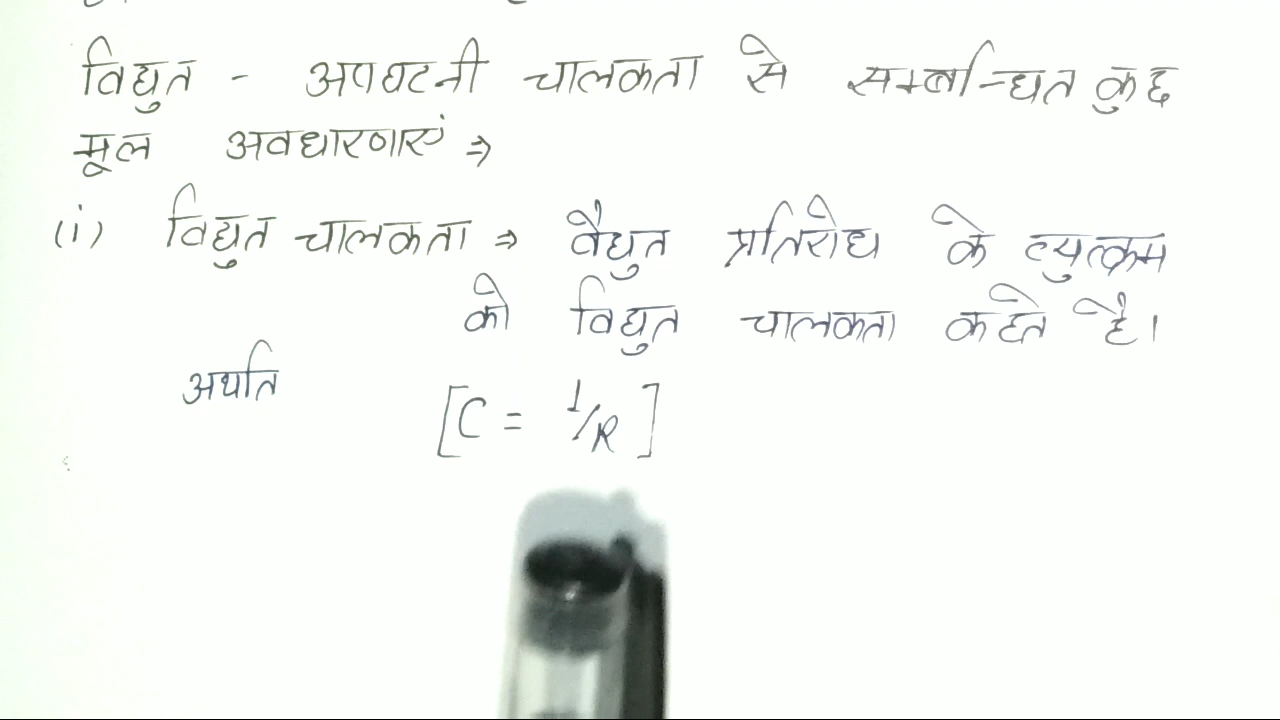 विद्युत - अपघटनी चालकता से सम्बन्धित कुछ
मूल अवधारणाएं ⇒
(i) विद्युत चालकता ⇒ वैद्युत प्रतिरोध के व्युत्क्रम
को विद्युत चालकता कहते है।
अर्थात
[C = 1/R]